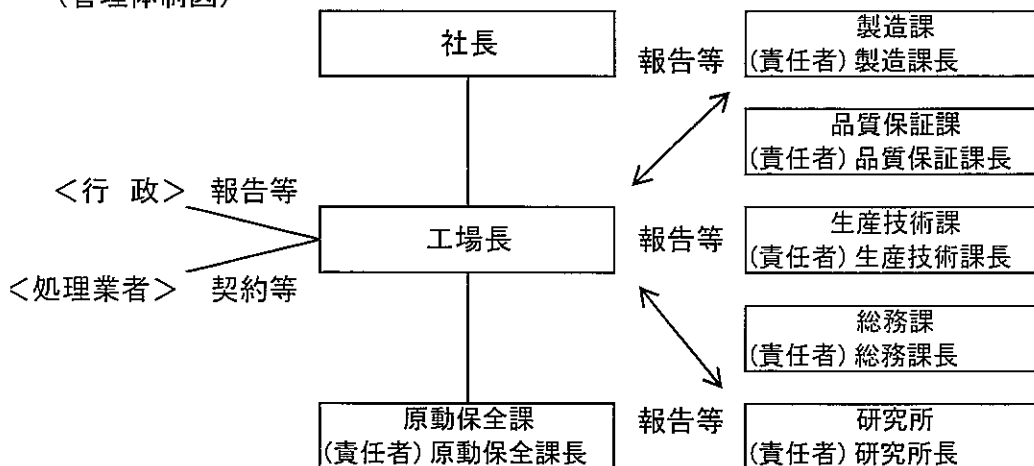 (管理体制図)
社長
報告等
製造課
(責任者) 製造課長
品質保証課
(責任者) 品質保証課長
＜行 政＞ 報告等
工場長
報告等
生産技術課
(責任者) 生産技術課長
＜処理業者＞ 契約等
総務課
(責任者) 総務課長
原動保全課
(責任者) 原動保全課長
報告等
研究所
(責任者) 研究所長